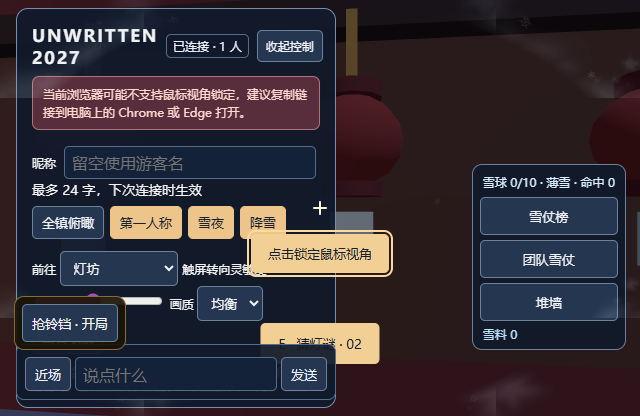 UNWRITTEN
2027
已连接 · 1 人
收起控制
当前浏览器可能不支持鼠标视角锁定，建议复制链
接到电脑上的 Chrome 或 Edge 打开。
昵称
留空使用游客名
最多 24 字，下次连接时生效
全镇俯瞰
第一人称
雪夜
降雪
点击锁定鼠标视角
前往
灯坊
触屏转向灵敏
画质
均衡
抢铃铛 · 开局
猜灯谜 · 02
近场
说点什么
发送
雪球 0/10 · 薄雪 · 命中 0
雪仗榜
团队雪仗
堆墙
雪料 0